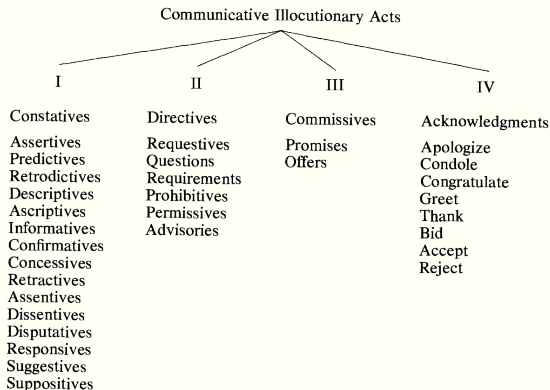 Communicative Illocutionary Acts
I
II
III
IV
Constatives
Assertives
Predictives
Retrodictives
Descriptives
Ascriptives
Informatives
Confirmatives
Concessives
Retractives
Assentives
Dissentives
Disputatives
Responsives
Suggestives
Suppositives
Directives
Requestives
Questions
Requirements
Prohibitives
Permissives
Advisories
Commissives
Promises
Offers
Acknowledgments
Apologize
Condole
Congratulate
Greet
Thank
Bid
Accept
Reject